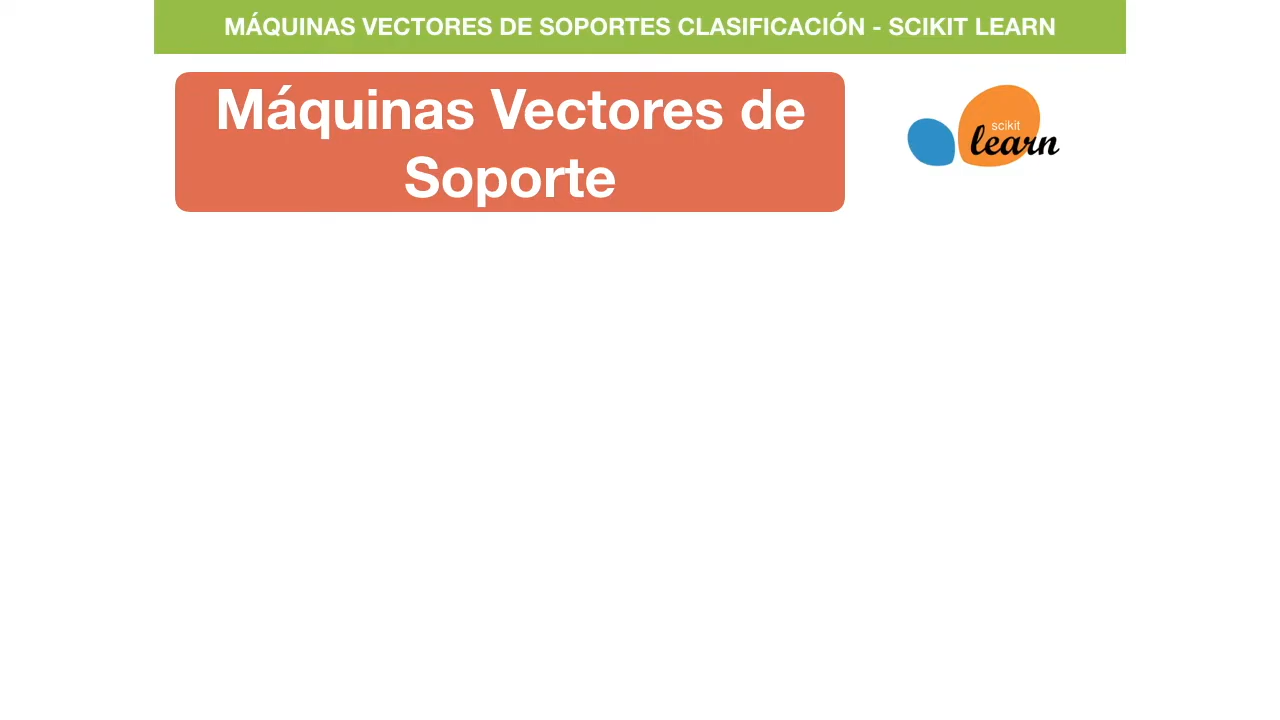 MÁQUINAS VECTORES DE SOPORTES CLASIFICACIÓN - SCIKIT LEARN
Máquinas Vectores de
Soporte
scikit
learn